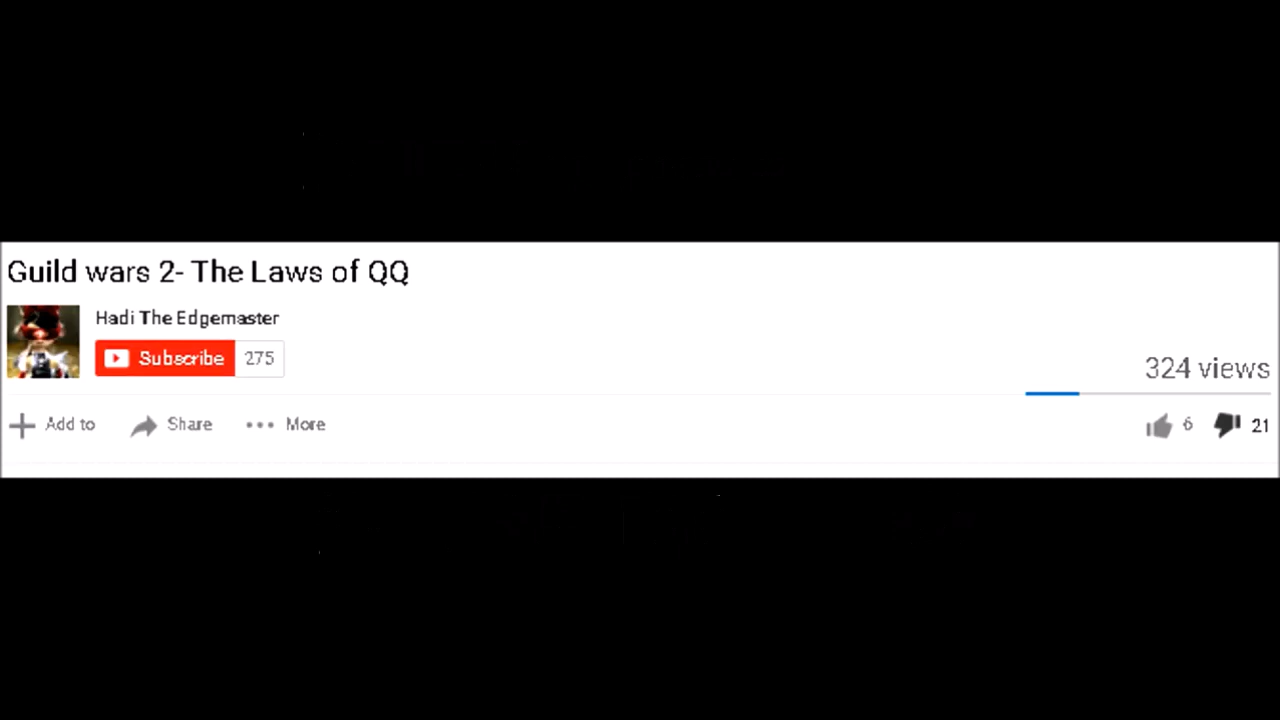 Guild wars 2- The Laws of QQ
Hadi The Edgemaster
Subscribe 275
324 views
Add to Share More 6 21